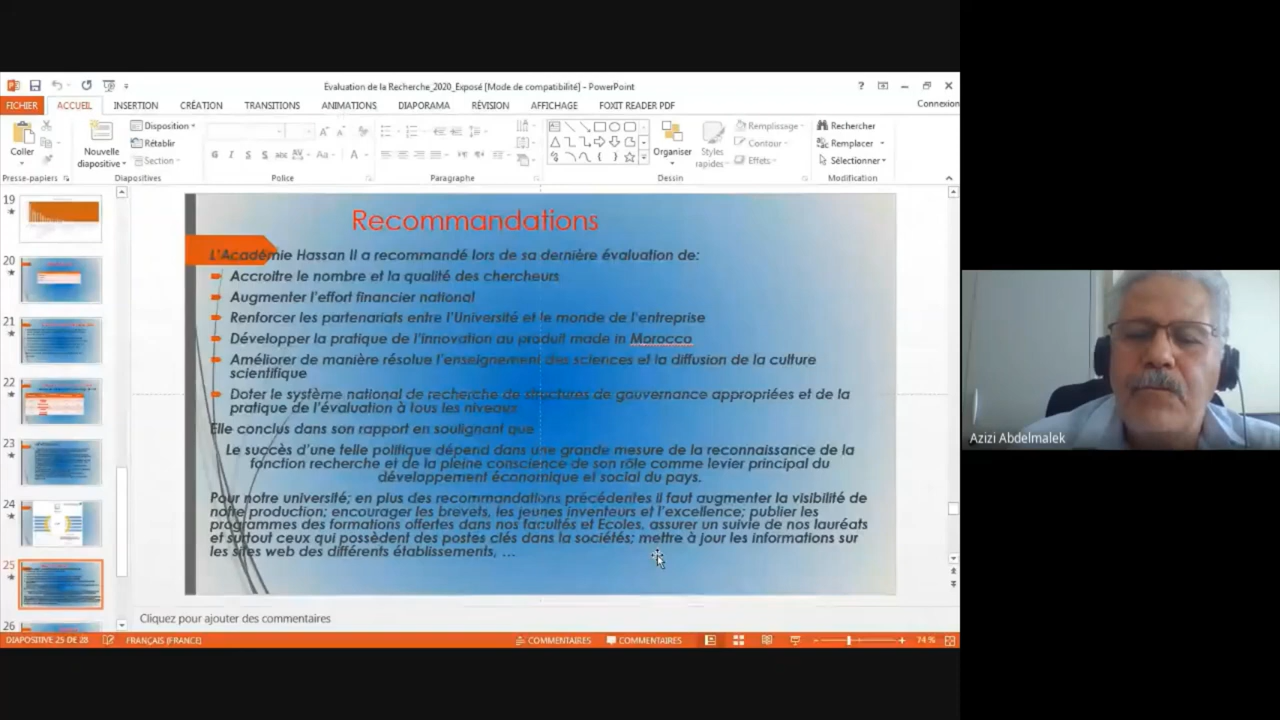 Evaluation de la Recherche_2020_Exposé [Mode de compatibilité] - PowerPoint
FICHIER ACCUEIL INSERTION CRÉATION TRANSITIONS ANIMATIONS DIAPORAMA RÉVISION AFFICHAGE FOXIT READER PDF Connexion
Coller
Nouvelle diapositive
Disposition
Rétablir
Section
Organiser
Styles rapides
Remplissage
Contour
Effets
Rechercher
Remplacer
Sélectionner
Presse-papiers Diapositives Police Paragraphe Dessin Modification
19
20
21
22
23
24
25
26
Recommandations
L'Académie Hassan II a recommandé lors de sa dernière évaluation de:
Accroitre le nombre et la qualité des chercheurs
Augmenter l'effort financier national
Renforcer les partenariats entre l'Université et le monde de l'entreprise
Développer la pratique de l'innovation au produit made in Morocco
Améliorer de manière résolue l'enseignement des sciences et la diffusion de la culture
scientifique
Doter le système national de recherche de structures de gouvernance appropriées et de la
pratique de l'évaluation à tous les niveaux
Elle conclus dans son rapport en soulignant que
Le succès d'une telle politique dépend dans une grande mesure de la reconnaissance de la
fonction recherche et de la pleine conscience de son rôle comme levier principal du
développement économique et social du pays.
Pour notre université; en plus des recommandations précédentes il faut augmenter la visibilité de
notre production; encourager les brevets, les jeunes inventeurs et l'excellence; publier les
programmes des formations offertes dans nos facultés et Ecoles, assurer un suivie de nos lauréats
et surtout ceux qui possèdent des postes clés dans la sociétés; mettre à jour les informations sur
les sites web des différents établissements, ...
Cliquez pour ajouter des commentaires
DIAPOSITIVE 25 DE 28 FRANÇAIS (FRANCE) COMMENTAIRES COMMENTAIRES 74 %
Azizi Abdelmalek